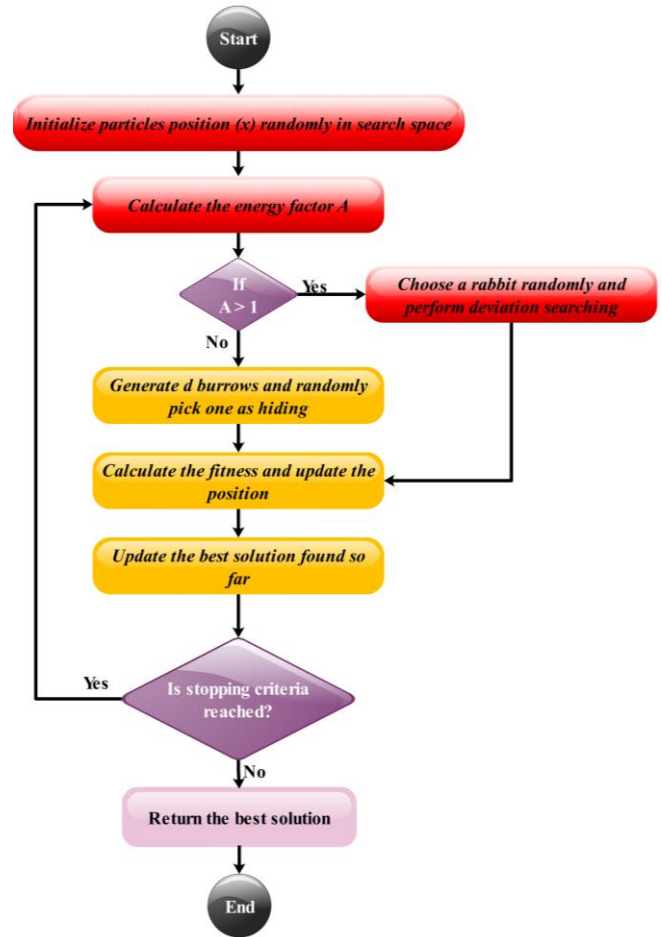 Start
Initialize particles position (x) randomly in search space
Calculate the energy factor A
If
A > 1
Yes
Choose a rabbit randomly and
perform deviation searching
No
Generate d burrows and randomly
pick one as hiding
Calculate the fitness and update the
position
Update the best solution found so
far
Yes
Is stopping criteria
reached?
No
Return the best solution
End